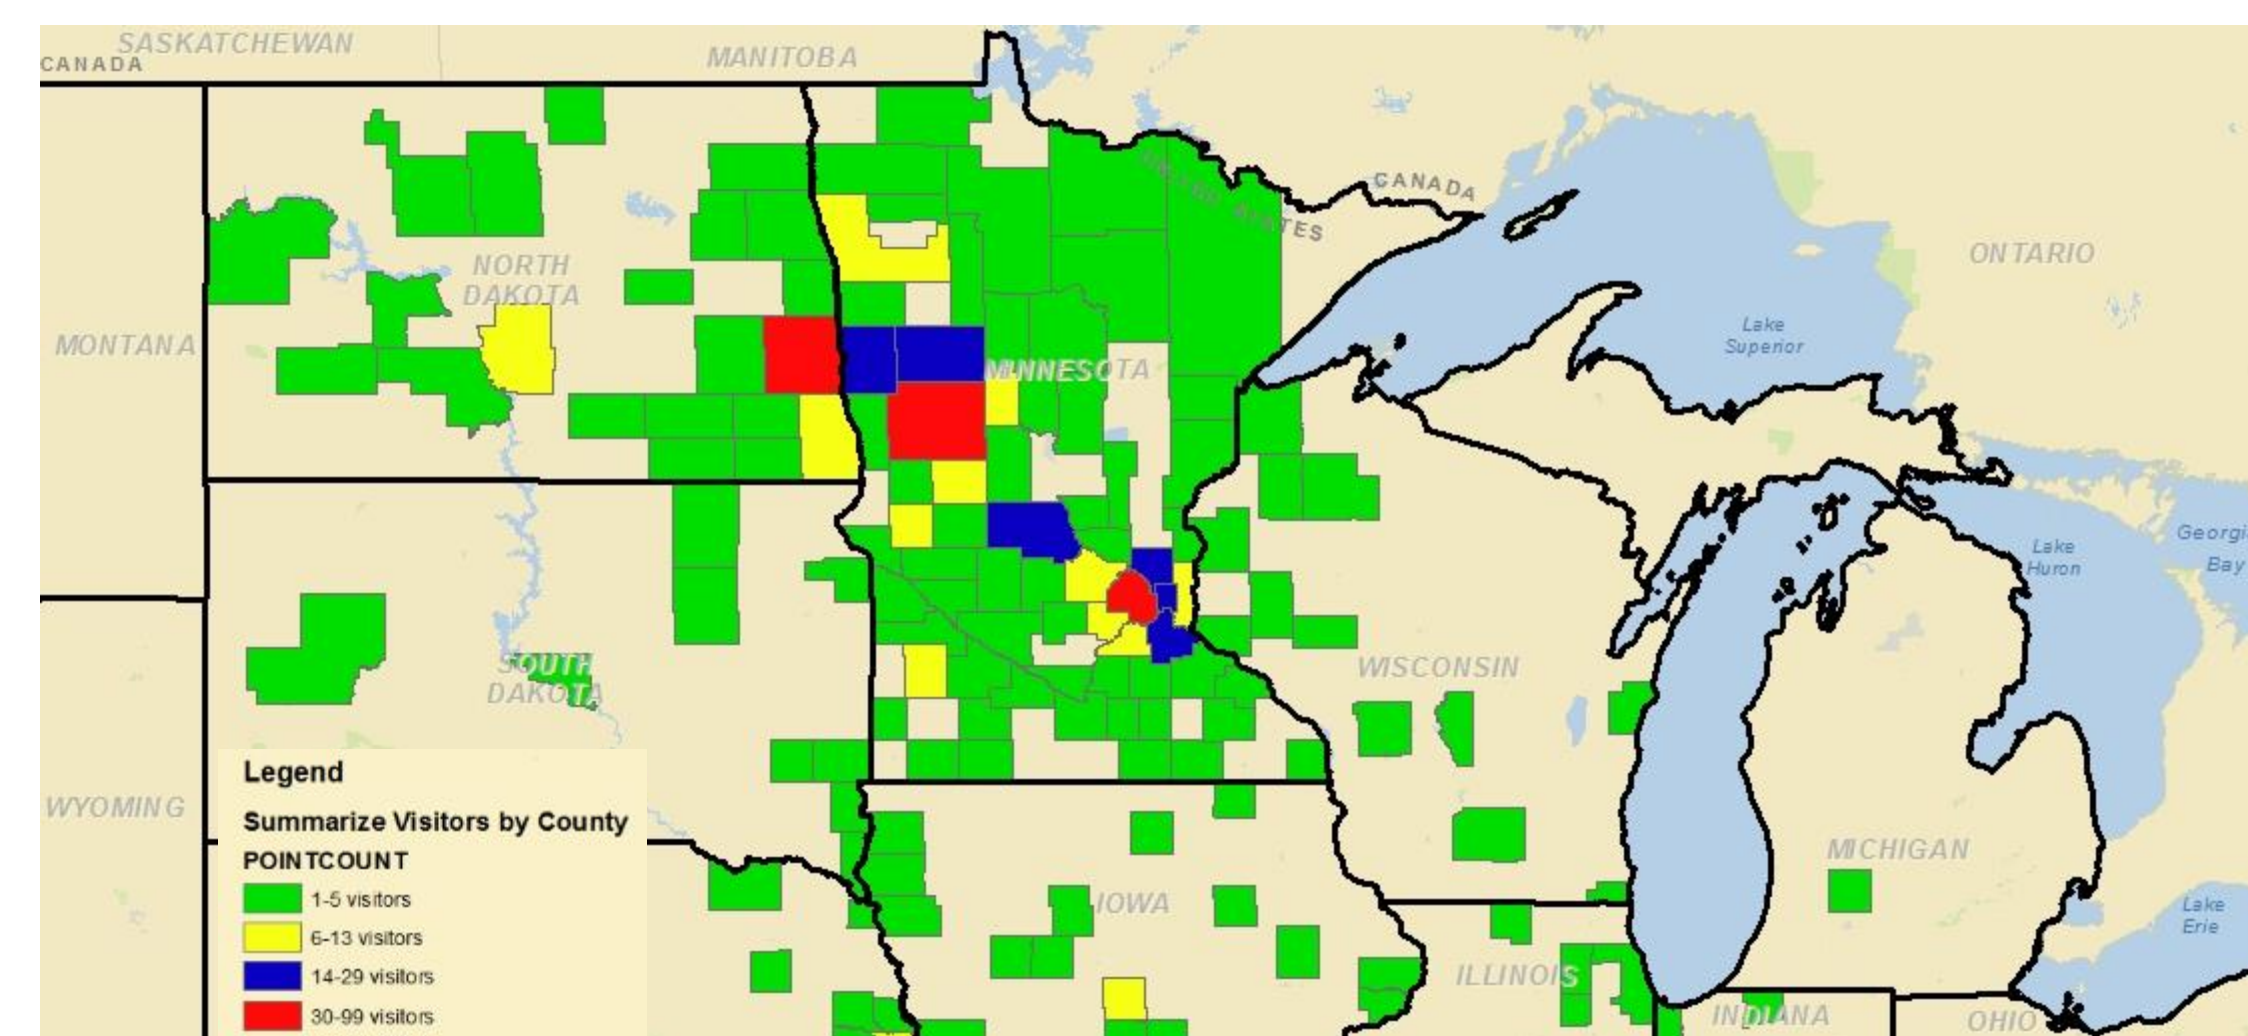 SASKATCHEWAN
CANADA
MANITOBA
CANADA
UNITED STATES
ONTARIO
NORTH
DAKOTA
MONTANA
MINNESOTA
Lake
Superior
Georgi
Bay
Lake
Huron
SOUTH
DAKOTA
WISCONSIN
WYOMING
MICHIGAN
IOWA
Lake
Erie
ILLINOIS
INDIANA
OHIO
Legend
Summarize Visitors by County
POINTCOUNT
1-5 visitors
6-13 visitors
14-29 visitors
30-99 visitors